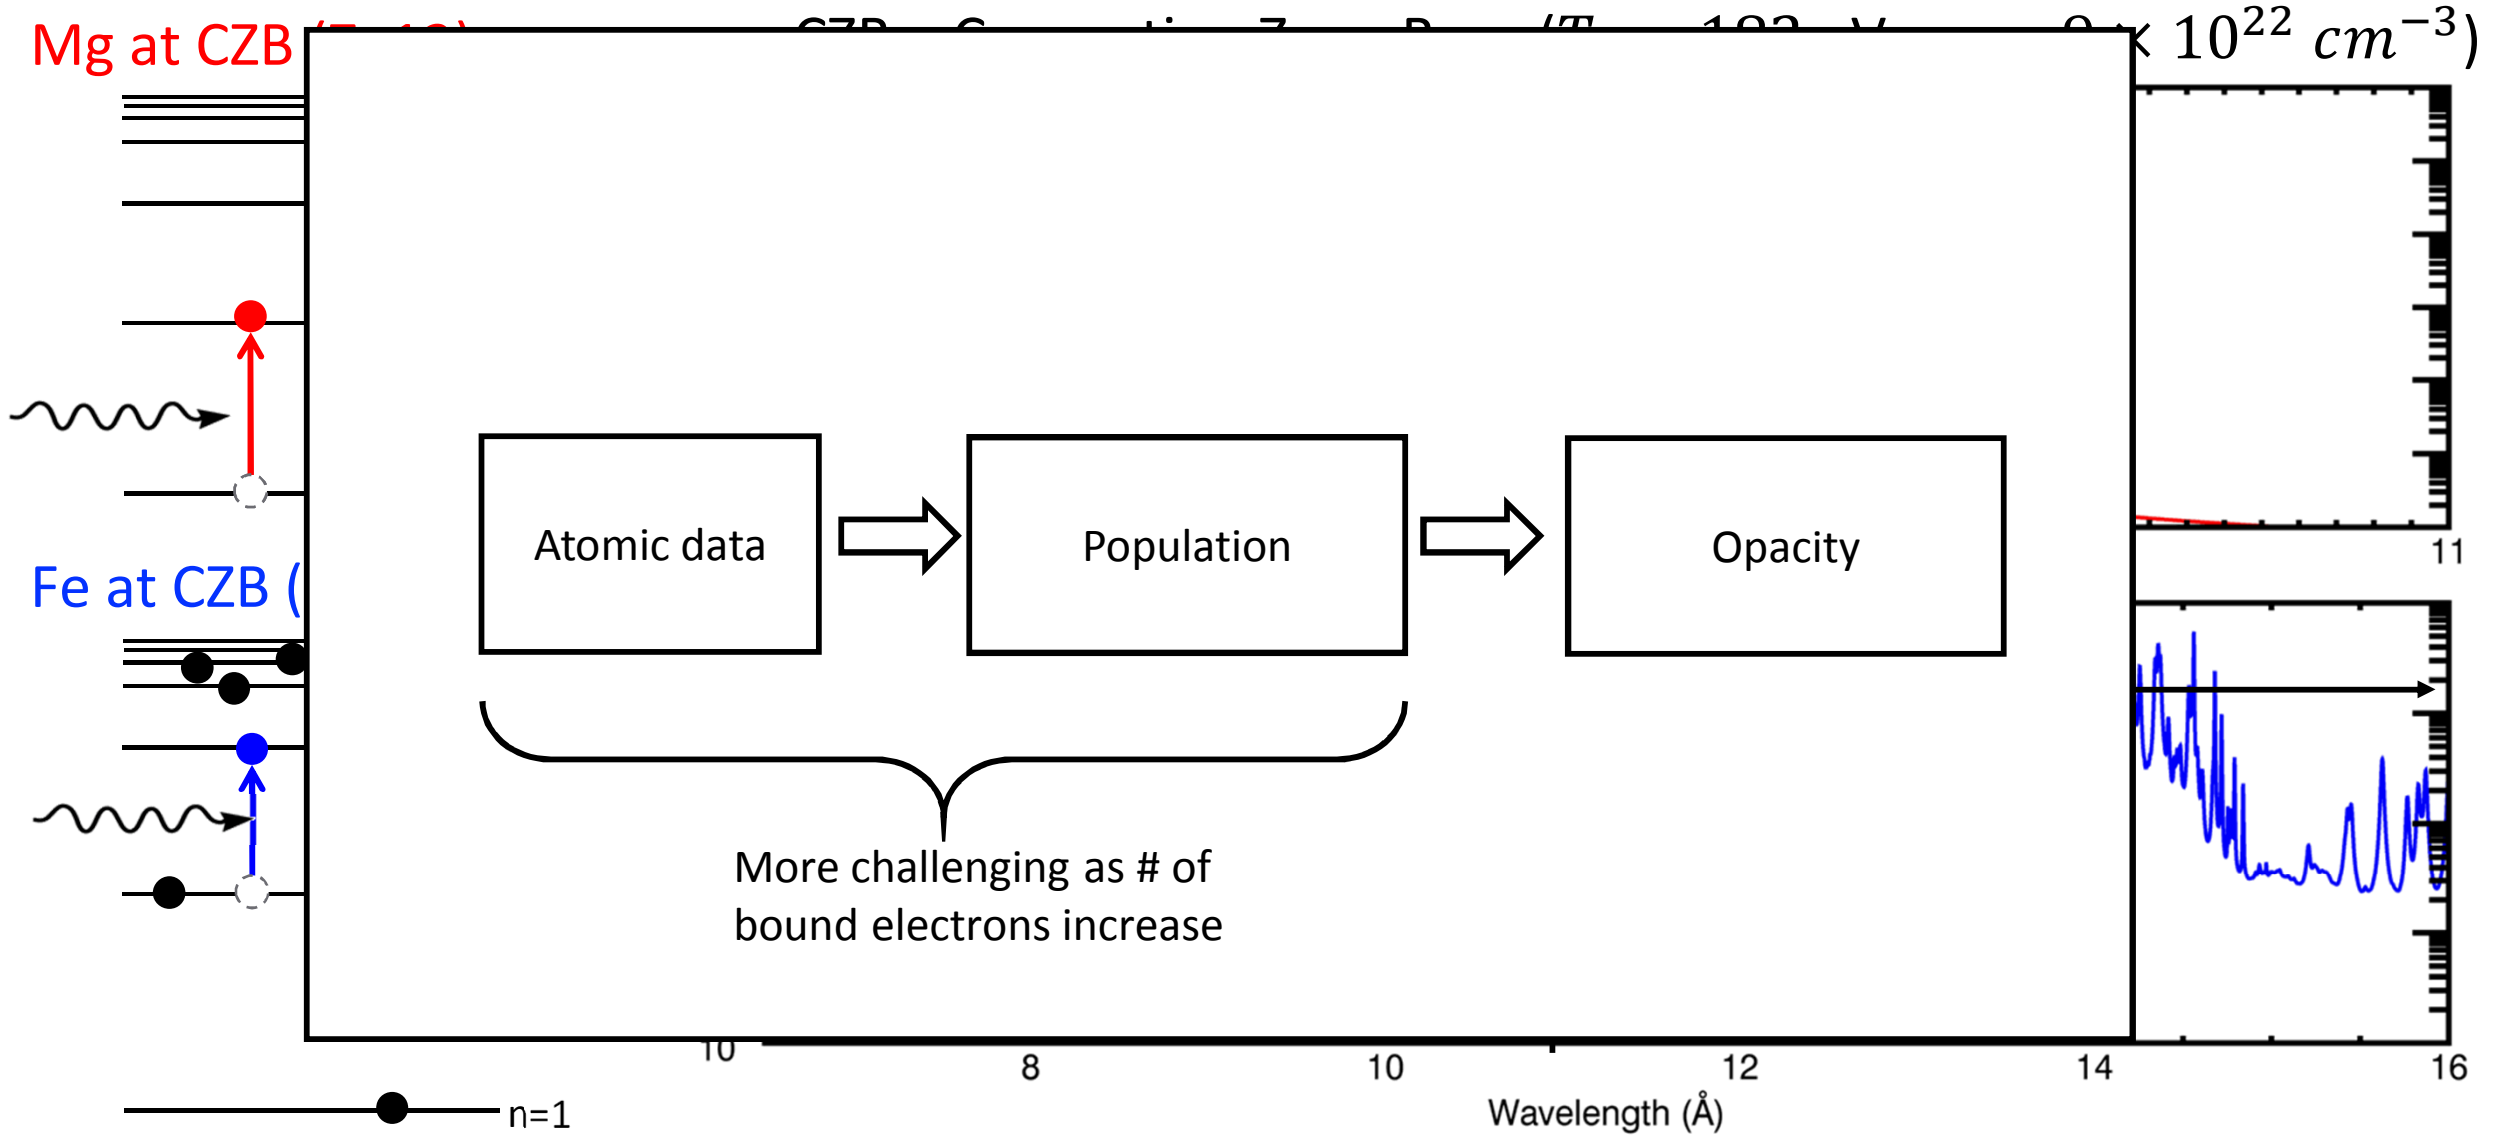 Mg at CZB
× 10²² cm⁻³)
11
Atomic data
Population
Opacity
Fe at CZB (
More challenging as # of
bound electrons increase
10
8
10
12
14
16
Wavelength (Å)
n=1